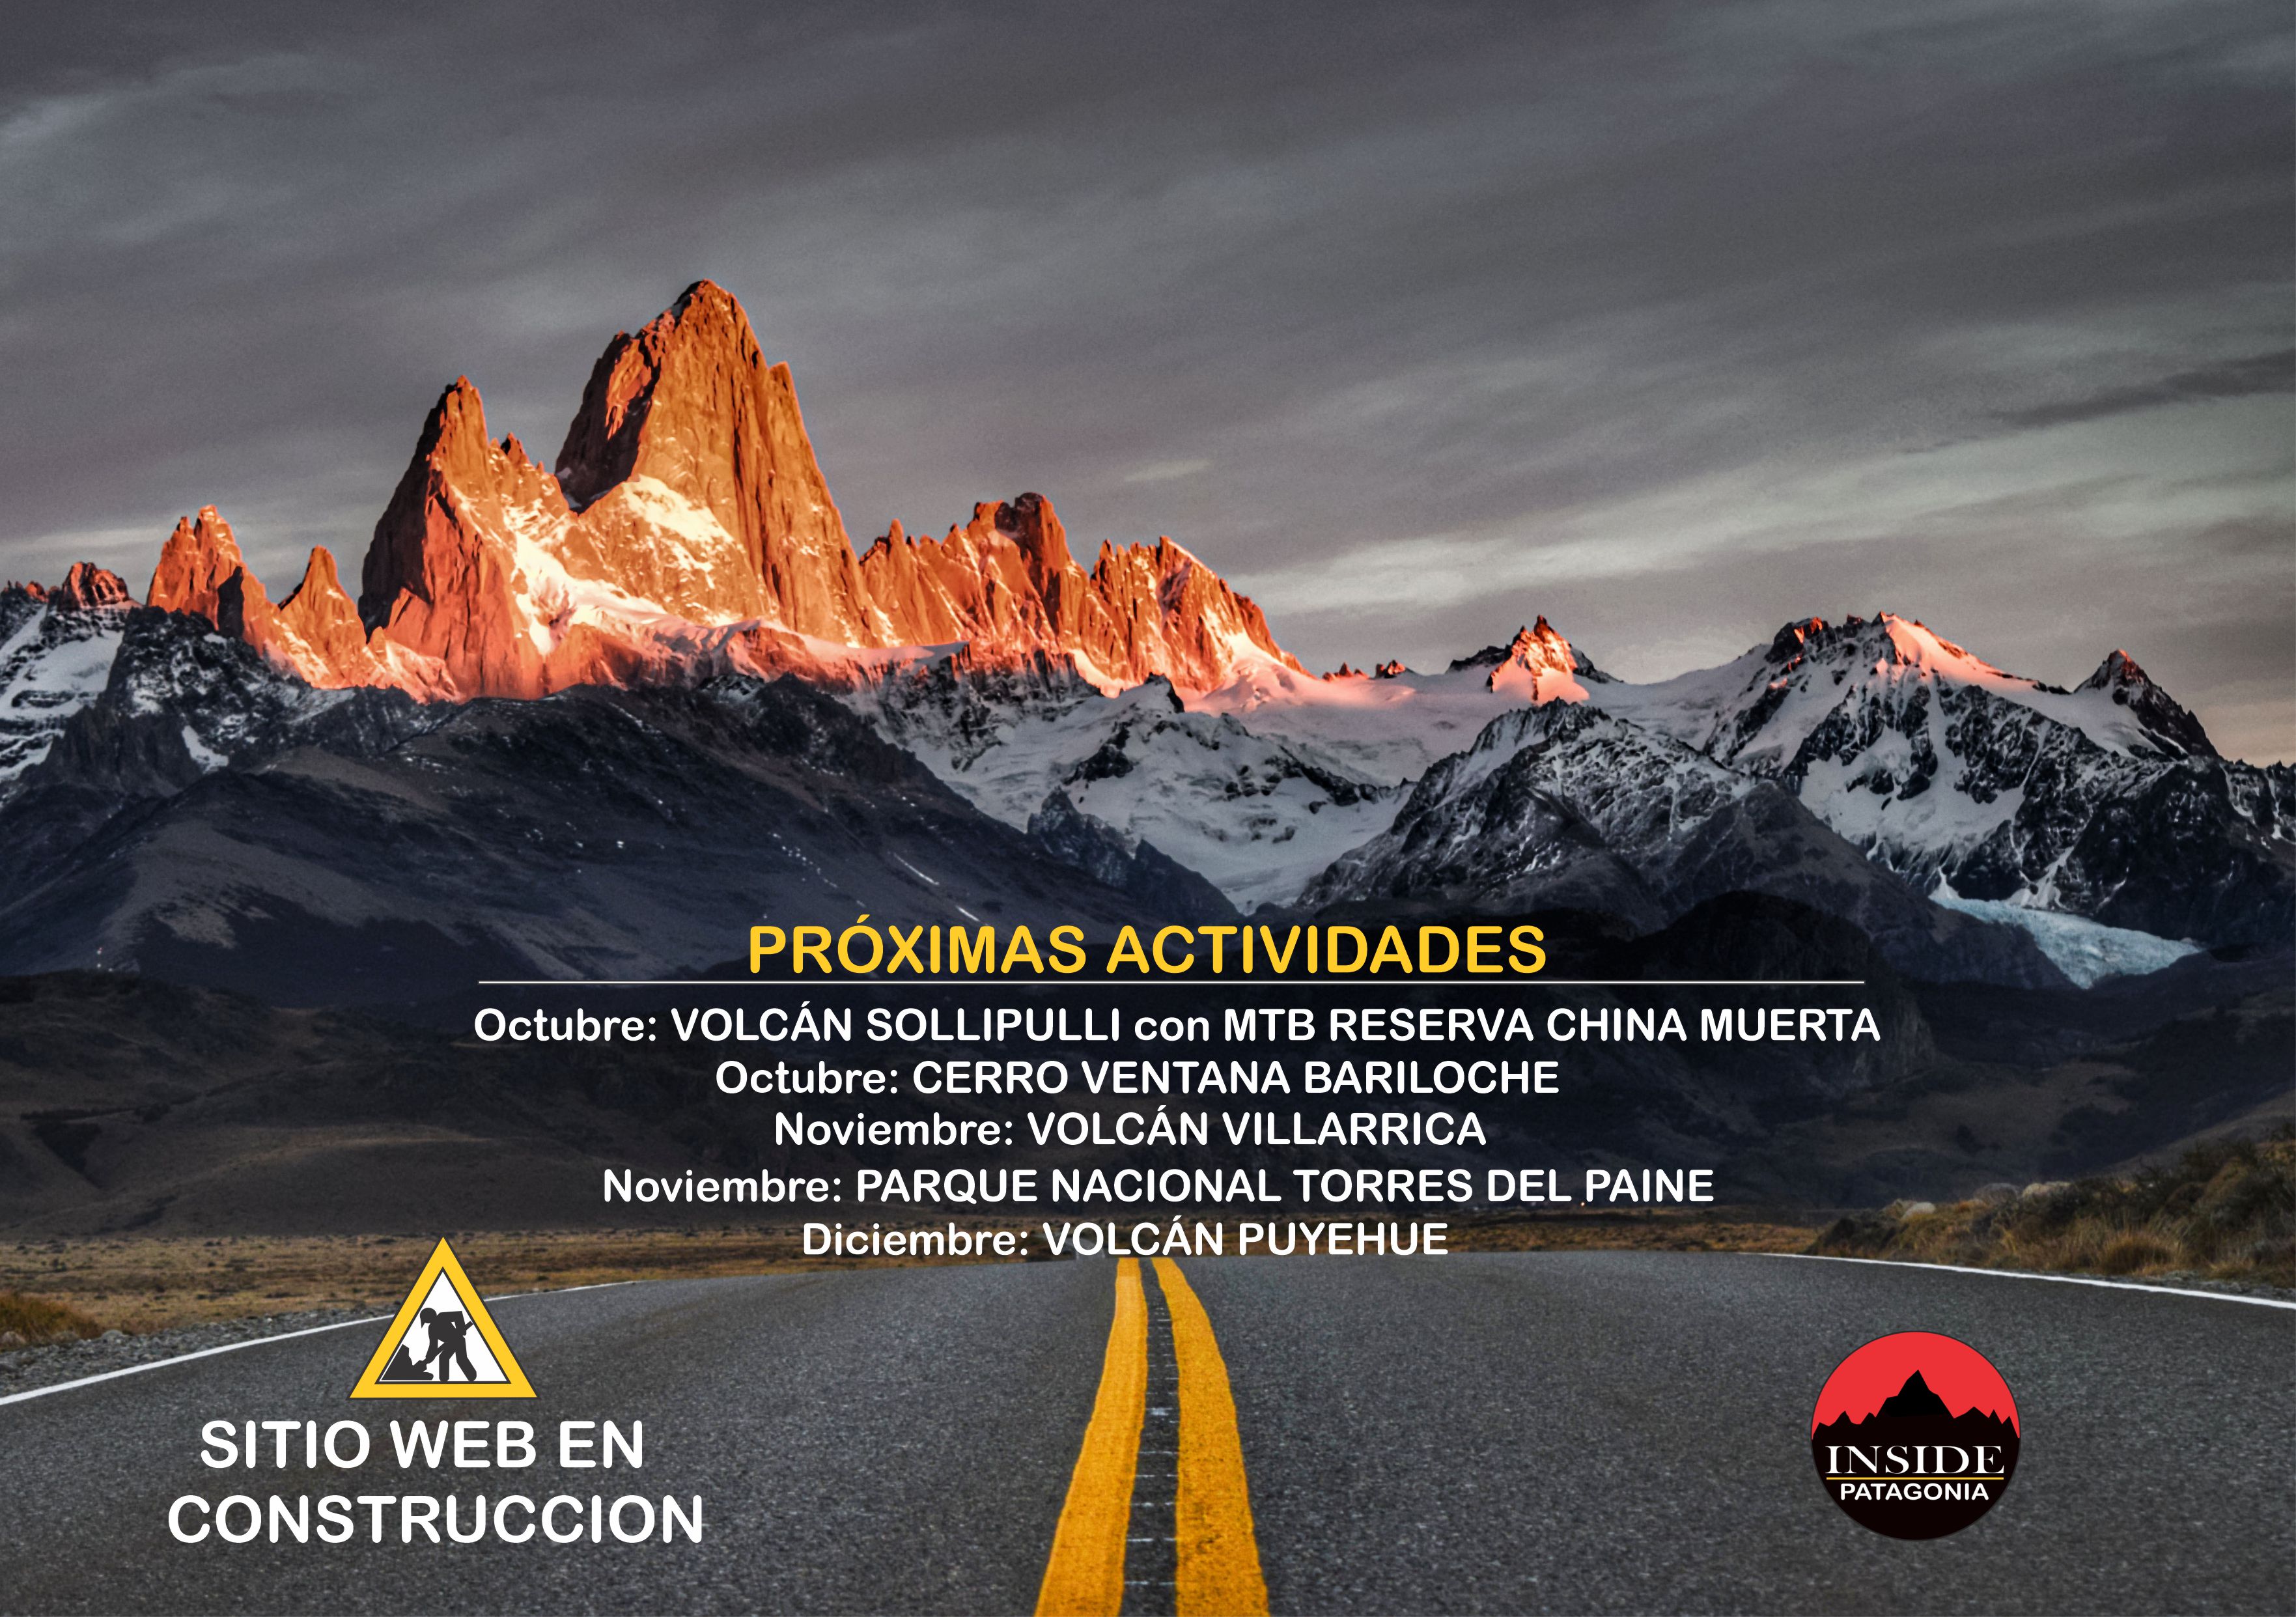 PRÓXIMAS ACTIVIDADES
Octubre: VOLCÁN SOLLIPULLI con MTB RESERVA CHINA MUERTA
Octubre: CERRO VENTANA BARILOCHE
Noviembre: VOLCÁN VILLARRICA
Noviembre: PARQUE NACIONAL TORRES DEL PAINE
Diciembre: VOLCÁN PUYEHUE
SITIO WEB EN
CONSTRUCCION
INSIDE
PATAGONIA